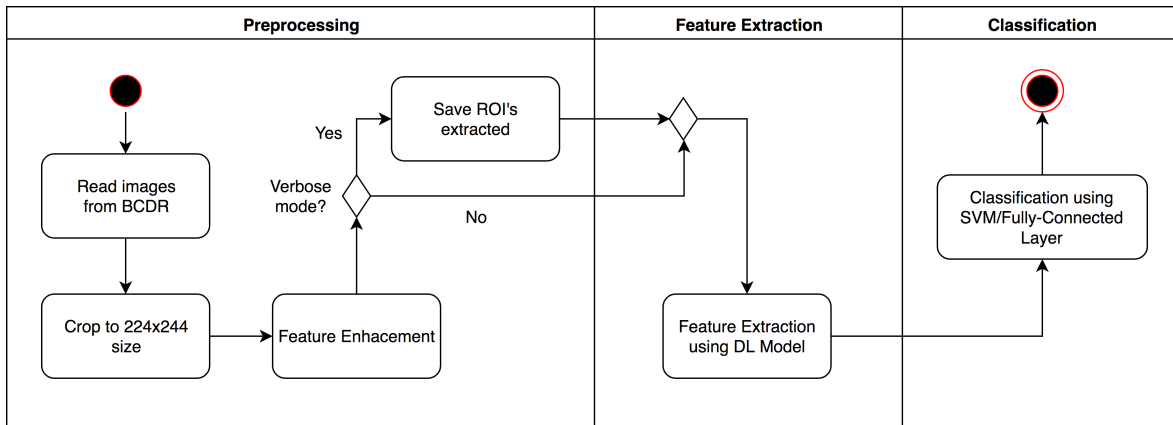 Preprocessing
Feature Extraction
Classification
Read images
from BCDR
Crop to 224x244
size
Feature Enhacement
Verbose
mode?
Yes
No
Save ROI's
extracted
Feature Extraction
using DL Model
Classification using
SVM/Fully-Connected
Layer